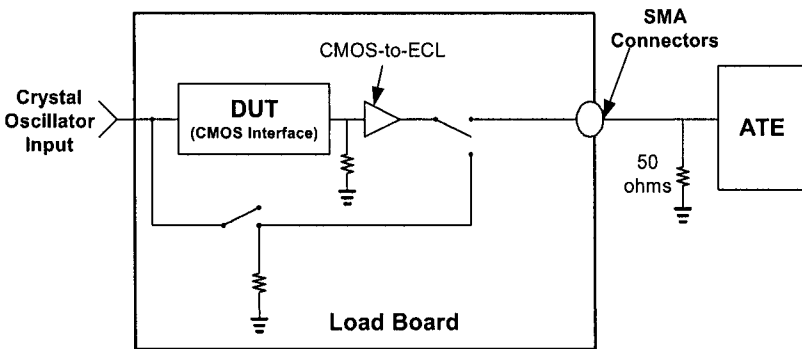 SMA
Connectors
CMOS-to-ECL
Crystal
Oscillator
Input
DUT
(CMOS Interface)
ATE
50
ohms
Load Board